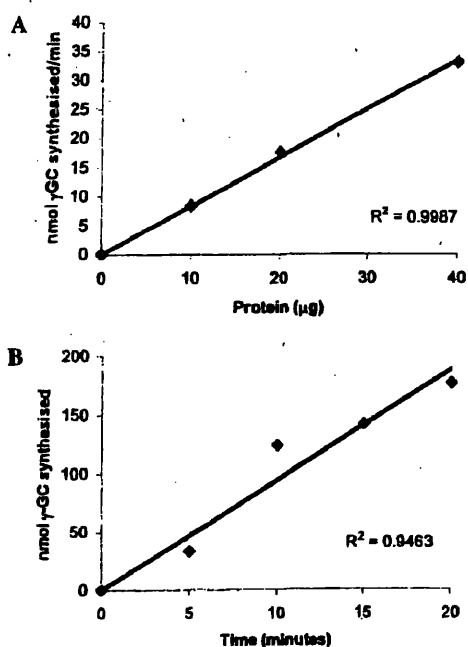 A
nmol γGC synthesised/min
40
35
30
25
20
15
10
5
0
R² = 0.9987
0 10 20 30 40
Protein (μg)
B
nmol γ-GC synthesised
200
150
100
50
0
R² = 0.9463
0 5 10 15 20
Time (minutes)